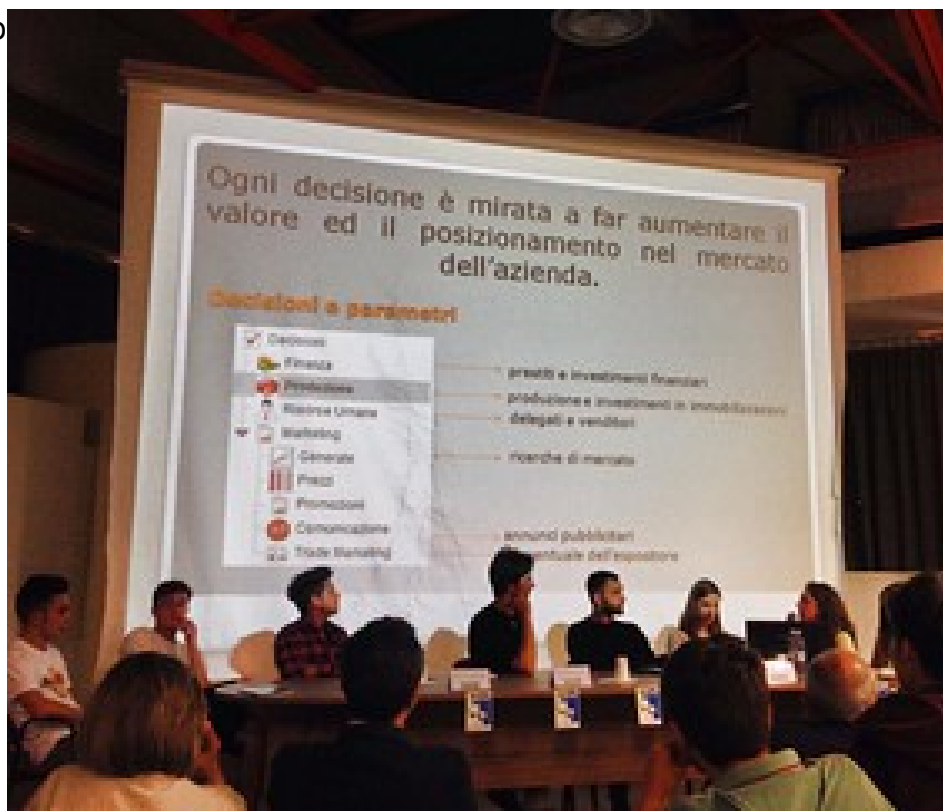 Ogni decisione è mirata a far aumentare il
valore ed il posizionamento nel mercato
dell'azienda.
Decisioni e parametri
Decisioni
Finanza
prestiti e investimenti finanziari
Produzione
produzione e investimenti in immobilizzazioni
Risorse Umane
delegati e venditori
Marketing
Generale
ricerche di mercato
Prezzi
Promozioni
Comunicazione
annunci pubblicitari
Trade Marketing
dell'espositore